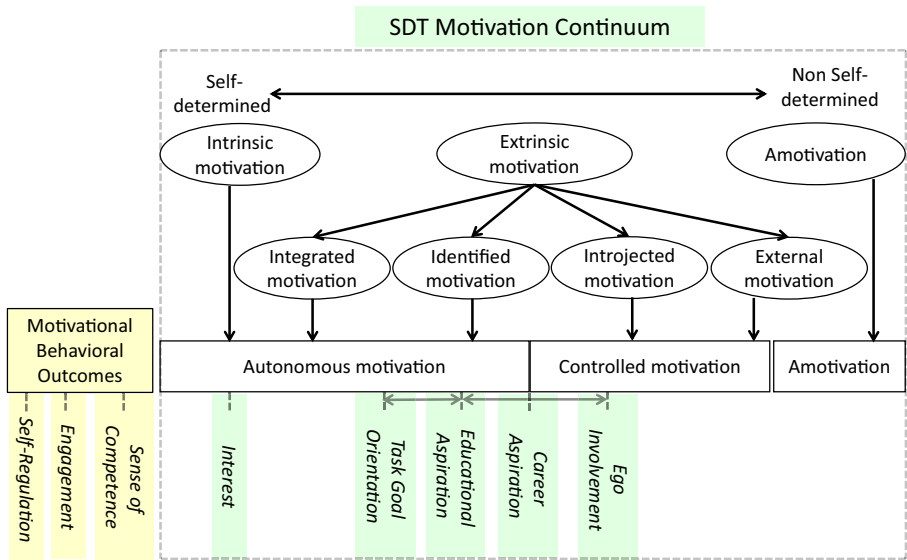 SDT Motivation Continuum
Self-
determined
Non Self-
determined
Intrinsic
motivation
Extrinsic
motivation
Amotivation
Integrated
motivation
Identified
motivation
Introjected
motivation
External
motivation
Motivational
Behavioral
Outcomes
Autonomous motivation
Controlled motivation
Amotivation
Self-Regulation
Engagement
Sense of
Competence
Interest
Task Goal
Orientation
Educational
Aspiration
Career
Aspiration
Ego
Involvement